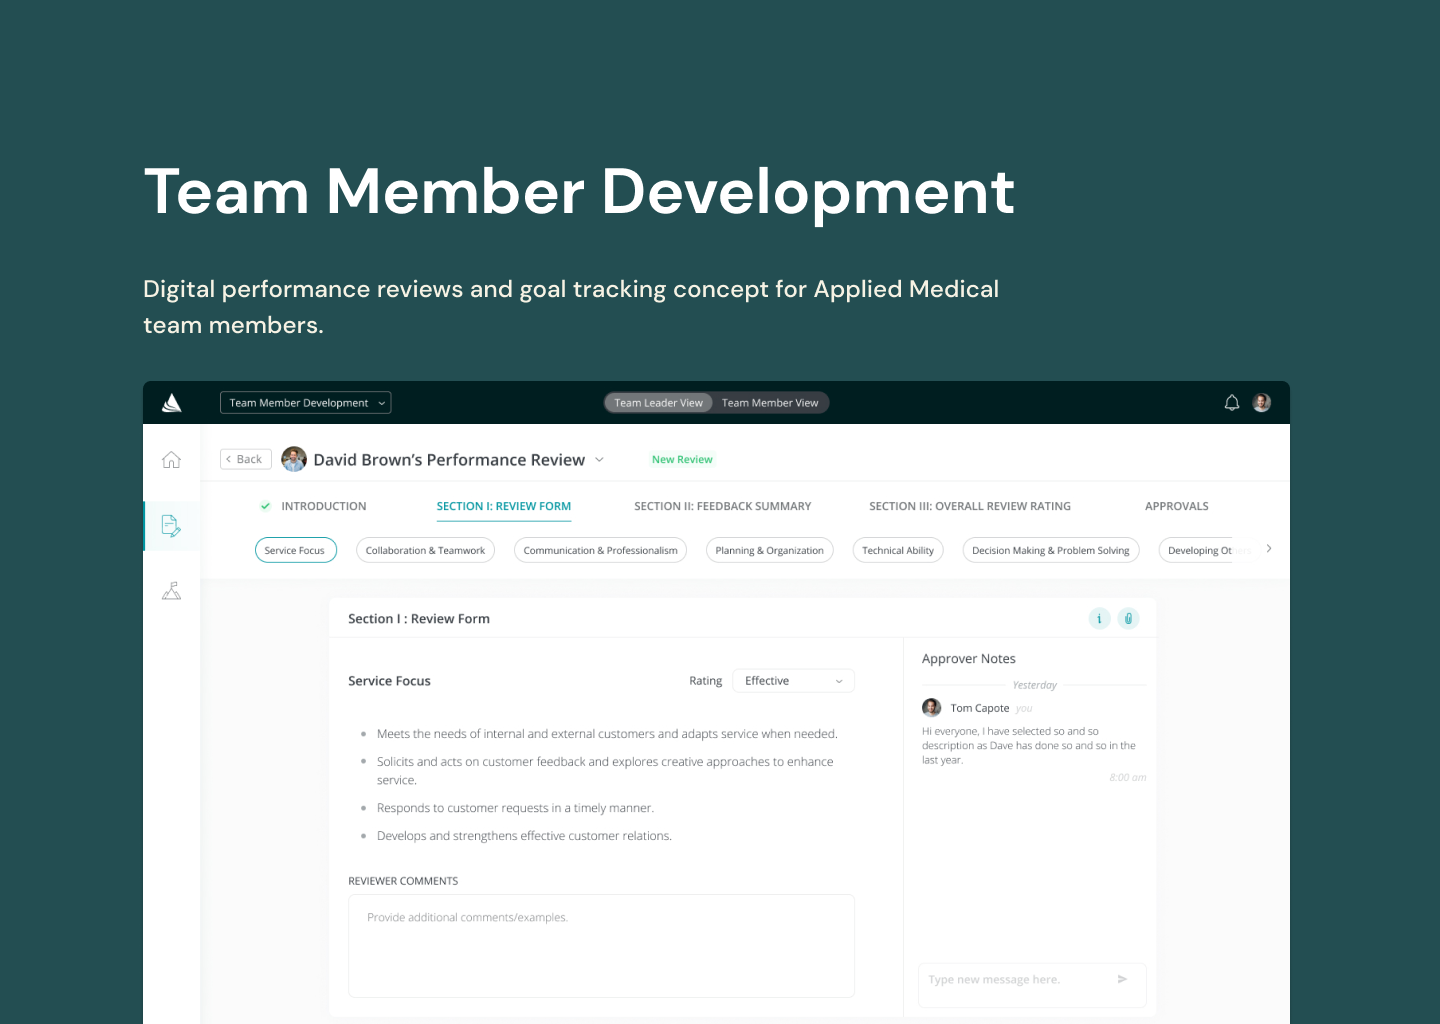 Team Member Development
Digital performance reviews and goal tracking concept for Applied Medical
team members.
Team Member Development
Team Leader View
Team Member View
Back
David Brown’s Performance Review
New Review
INTRODUCTION
SECTION I: REVIEW FORM
SECTION II: FEEDBACK SUMMARY
SECTION III: OVERALL REVIEW RATING
APPROVALS
Service Focus
Collaboration & Teamwork
Communication & Professionalism
Planning & Organization
Technical Ability
Decision Making & Problem Solving
Developing Others
Section I : Review Form
i
Service Focus
Rating
Effective
Meets the needs of internal and external customers and adapts service when needed.
Solicits and acts on customer feedback and explores creative approaches to enhance
service.
Responds to customer requests in a timely manner.
Develops and strengthens effective customer relations.
REVIEWER COMMENTS
Provide additional comments/examples.
Approver Notes
Yesterday
Tom Capote you
Hi everyone, I have selected so and so
description as Dave has done so and so in the
last year.
8:00 am
Type new message here.